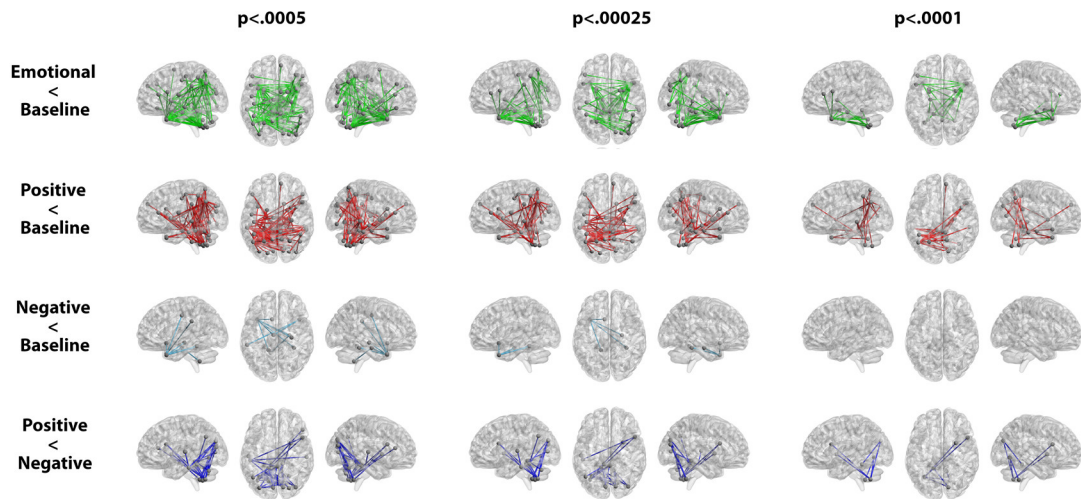 p<.0005 p<.00025 p<.0001
Emotional
<
Baseline
Positive
<
Baseline
Negative
<
Baseline
Positive
<
Negative